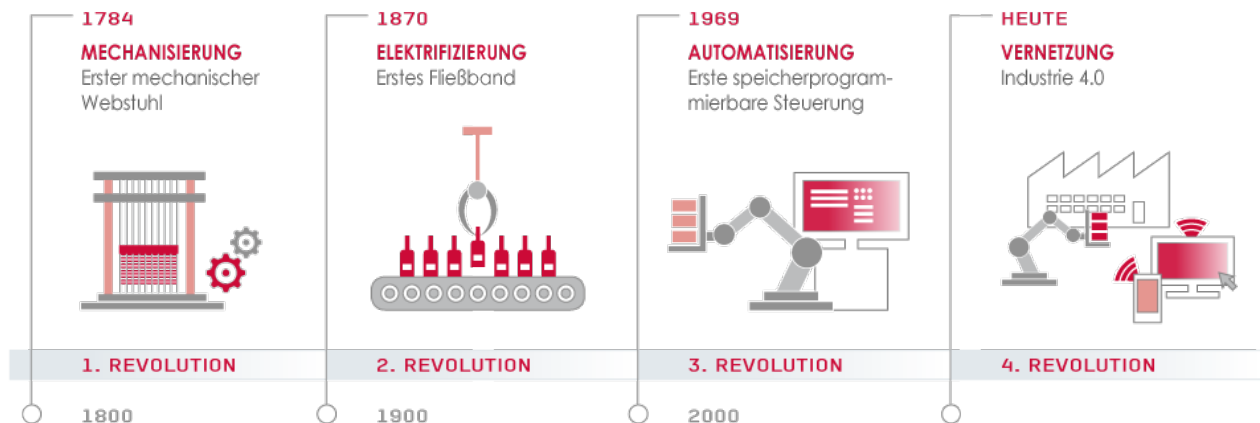 1784
MECHANISIERUNG
Erster mechanischer
Webstuhl
1870
ELEKTRIFIZIERUNG
Erstes Fließband
1969
AUTOMATISIERUNG
Erste speicherprogram-
mierbare Steuerung
HEUTE
VERNETZUNG
Industrie 4.0
1. REVOLUTION
2. REVOLUTION
3. REVOLUTION
4. REVOLUTION
1800
1900
2000